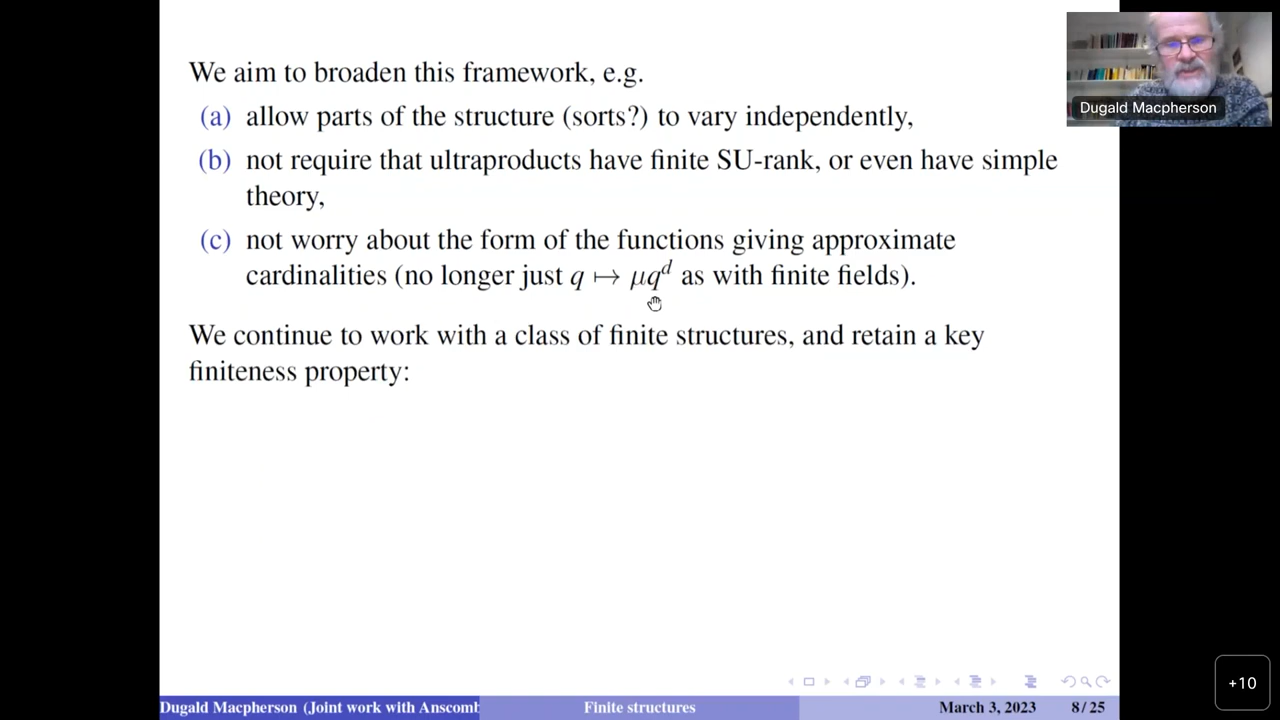 We aim to broaden this framework, e.g.
(a) allow parts of the structure (sorts?) to vary independently,
(b) not require that ultraproducts have finite SU-rank, or even have simple
theory,
(c) not worry about the form of the functions giving approximate
cardinalities (no longer just q ↦ μq^d as with finite fields).
We continue to work with a class of finite structures, and retain a key
finiteness property:
Dugald Macpherson
+10
Dugald Macpherson (Joint work with Anscomb
Finite structures
March 3, 2023
8 / 25